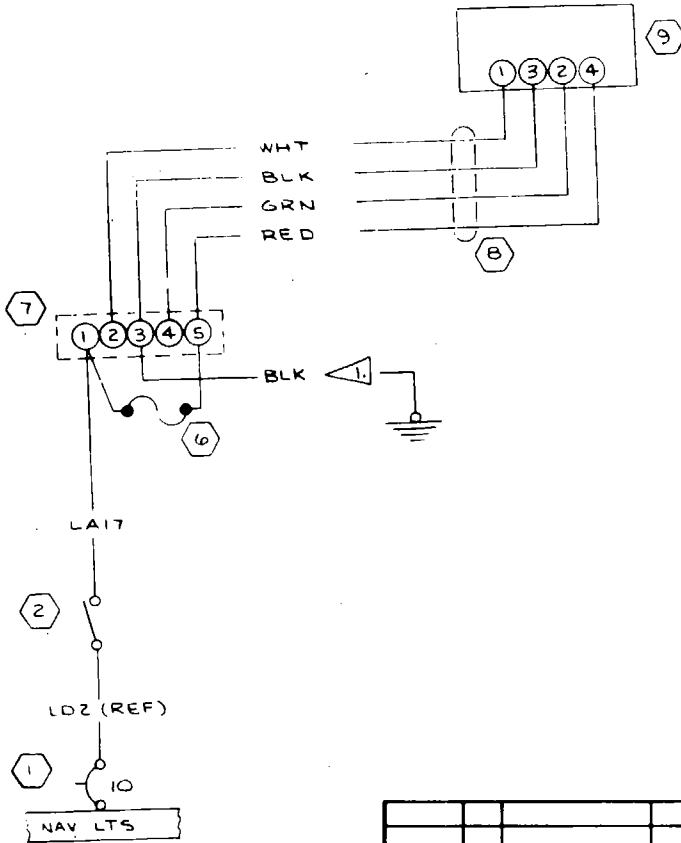 9
1 3 2 4
WHT
BLK
GRN
RED
8
7
1 2 3 4 5
BLK 1.
6
LA17
2
LD2 (REF)
1
10
NAV LTS